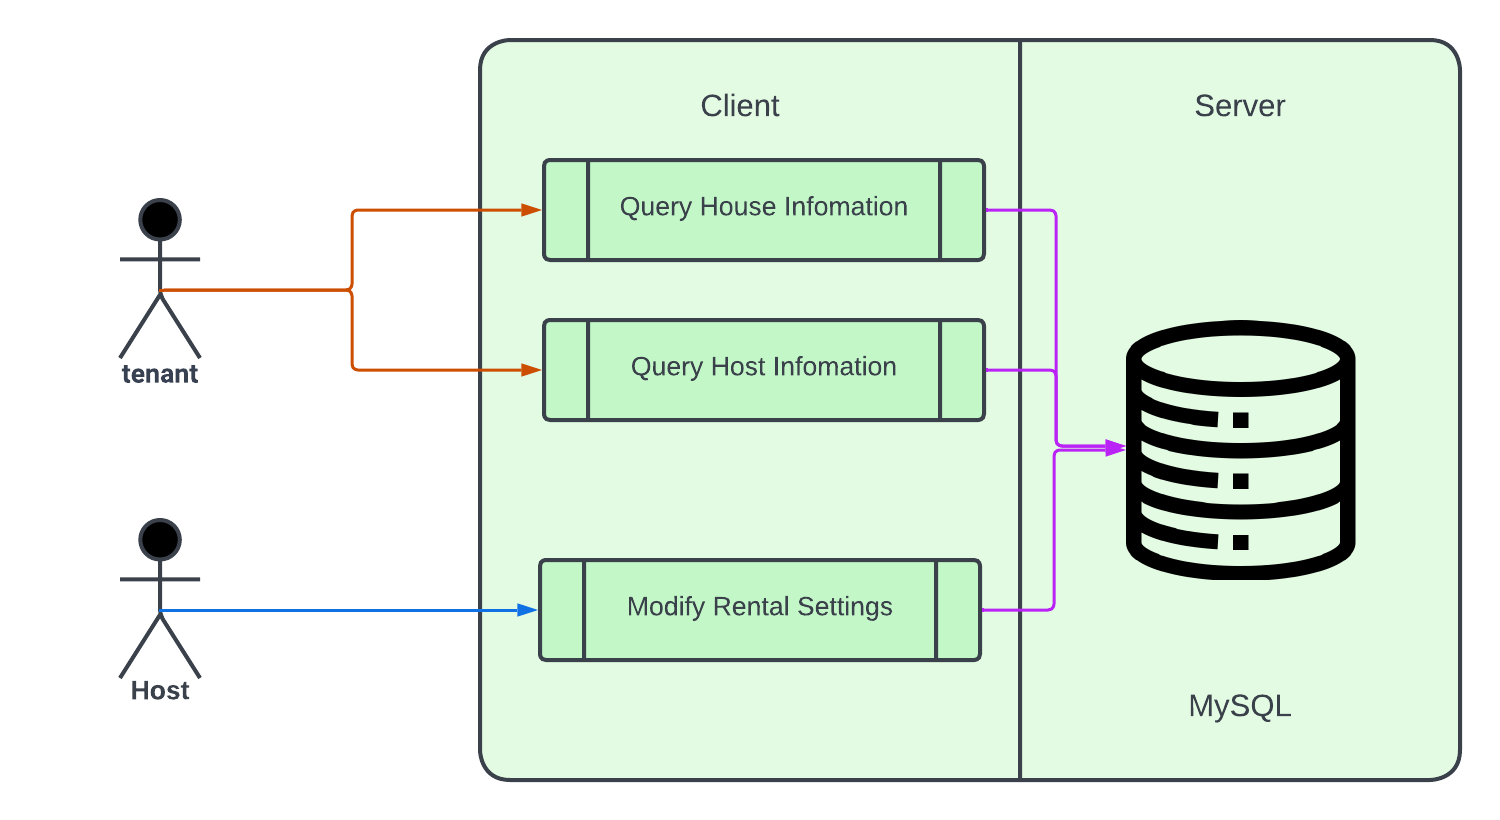 Client
Server
Query House Infomation
Query Host Infomation
tenant
Modify Rental Settings
Host
MySQL